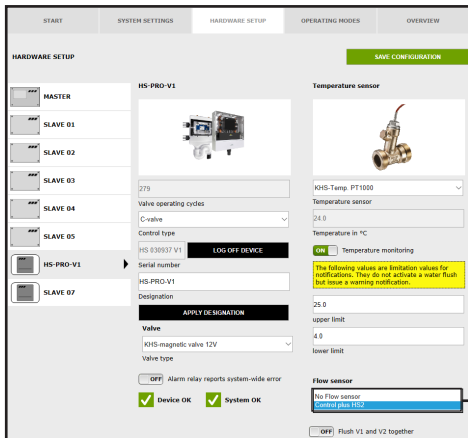 START
SYSTEM SETTINGS
HARDWARE SETUP
OPERATING MODES
OVERVIEW
HARDWARE SETUP
SAVE CONFIGURATION
MASTER
SLAVE 01
SLAVE 02
SLAVE 03
SLAVE 04
SLAVE 05
HS-PRO-V1
SLAVE 07
HS-PRO-V1
279
Valve operating cycles
C-valve
Control type
HS 030937 V1
LOG OFF DEVICE
Serial number
HS-PRO-V1
Designation
APPLY DESIGNATION
Valve
KHS-magnetic valve 12V
Valve type
OFF Alarm relay reports system-wide error
Device OK
System OK
Temperature sensor
KHS-Temp. PT1000
Temperature sensor
24.0
Temperature in °C
ON Temperature monitoring
The following values are limitation values for
notifications. They do not activate a water flush
but issue a warning notification.
25.0
upper limit
4.0
lower limit
Flow sensor
No Flow sensor
Control plus HS2
OFF Flush V1 and V2 together